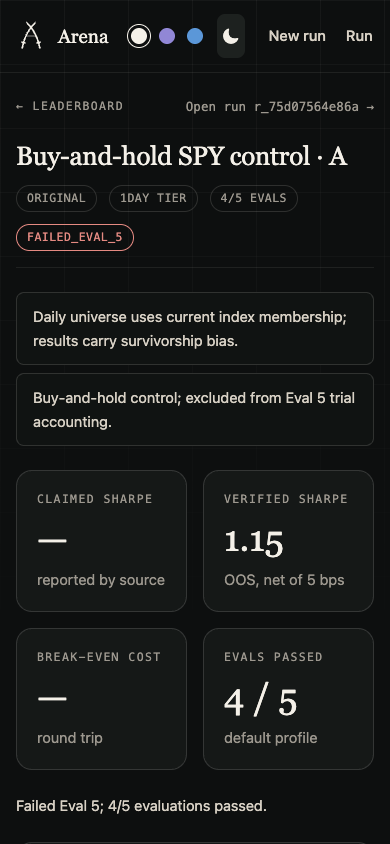 Arena
New run
Run
← LEADERBOARD
Open run r_75d07564e86a →
Buy-and-hold SPY control · A
ORIGINAL
1DAY TIER
4/5 EVALS
FAILED_EVAL_5
Daily universe uses current index membership;
results carry survivorship bias.
Buy-and-hold control; excluded from Eval 5 trial
accounting.
CLAIMED SHARPE
—
reported by source
VERIFIED SHARPE
1.15
OOS, net of 5 bps
BREAK-EVEN COST
—
round trip
EVALS PASSED
4 / 5
default profile
Failed Eval 5; 4/5 evaluations passed.